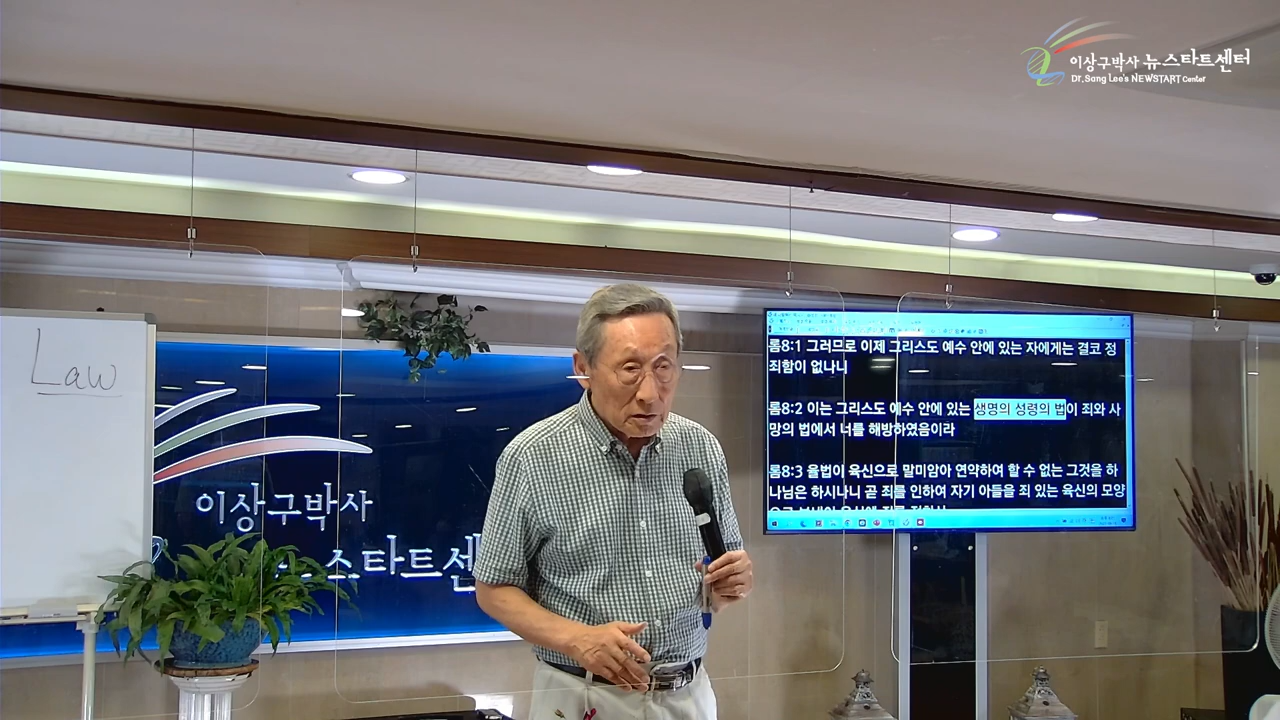 이상구박사 뉴스타트센터
Dr. Sang Lee's NEWSTART Center
Law
이상구박사
스타트센
롬8:1 그러므로 이제 그리스도 예수 안에 있는 자에게는 결코 정
죄함이 없나니
롬8:2 이는 그리스도 예수 안에 있는 생명의 성령의 법이 죄와 사
망의 법에서 너를 해방하였음이라
롬8:3 율법이 육신으로 말미암아 연약하여 할 수 없는 그것을 하
나님은 하시나니 곧 죄를 인하여 자기 아들을 죄 있는 육신의 모양